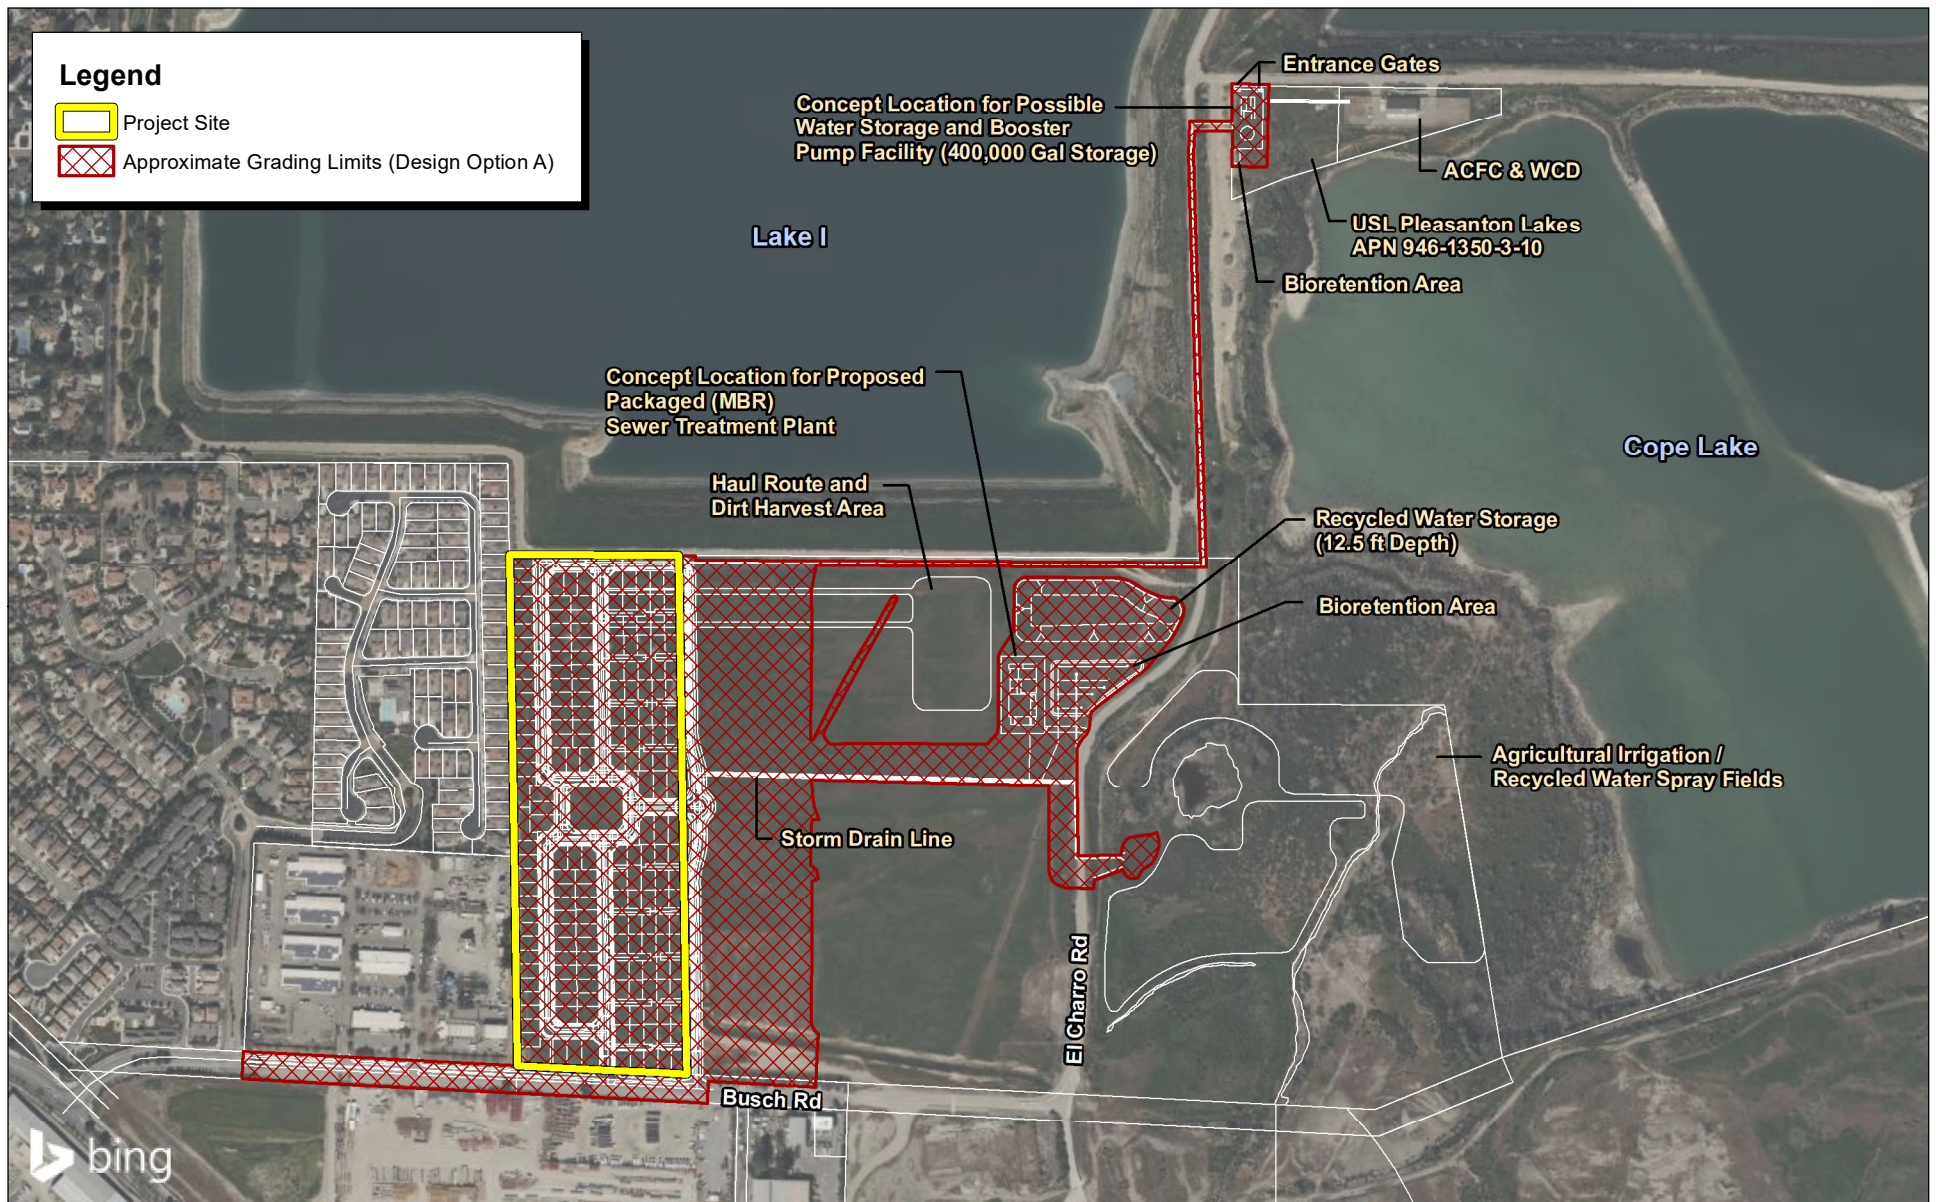 Legend
Project Site
Approximate Grading Limits (Design Option A)
Entrance Gates
Concept Location for Possible
Water Storage and Booster
Pump Facility (400,000 Gal Storage)
ACFC & WCD
USL Pleasanton Lakes
APN 946-1350-3-10
Lake I
Bioretention Area
Concept Location for Proposed
Packaged (MBR)
Sewer Treatment Plant
Cope Lake
Haul Route and
Dirt Harvest Area
Recycled Water Storage
(12.5 ft Depth)
Bioretention Area
Agricultural Irrigation /
Recycled Water Spray Fields
Storm Drain Line
El Charro Rd
Busch Rd
bing